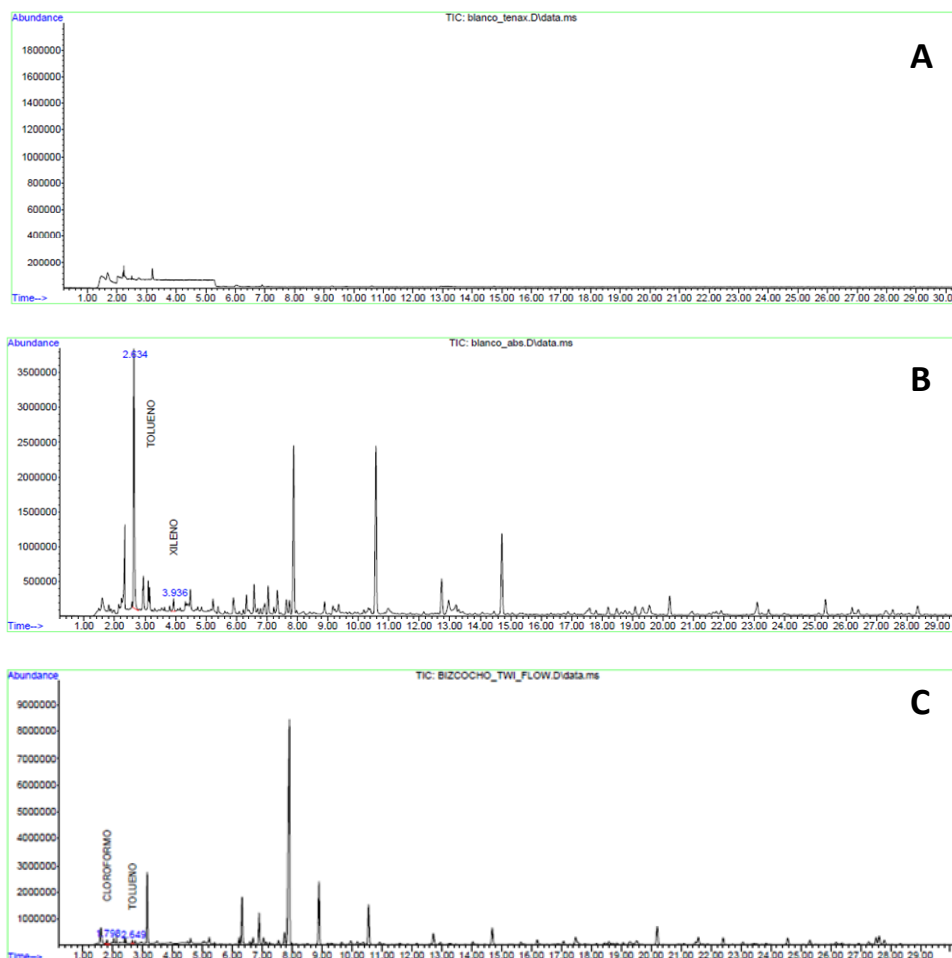 Abundance
TIC: blanco_tenax.D\data.ms
A
1800000
1600000
1400000
1200000
1000000
800000
600000
400000
200000
Time-->
1.00 2.00 3.00 4.00 5.00 6.00 7.00 8.00 9.00 10.00 11.00 12.00 13.00 14.00 15.00 16.00 17.00 18.00 19.00 20.00 21.00 22.00 23.00 24.00 25.00 26.00 27.00 28.00 29.00 30.0
Abundance
TIC: blanco_abs.D\data.ms
B
2.634
TOLUENO
XILENO
3.936
3500000
3000000
2500000
2000000
1500000
1000000
500000
Time-->
1.00 2.00 3.00 4.00 5.00 6.00 7.00 8.00 9.00 10.00 11.00 12.00 13.00 14.00 15.00 16.00 17.00 18.00 19.00 20.00 21.00 22.00 23.00 24.00 25.00 26.00 27.00 28.00 29.00
Abundance
TIC: BIZCOCHO_TWI_FLOW.D\data.ms
C
9000000
8000000
7000000
6000000
5000000
4000000
3000000
2000000
1000000
CLOROFORMO
TOLUENO
1.798
2.649
Time-->
1.00 2.00 3.00 4.00 5.00 6.00 7.00 8.00 9.00 10.00 11.00 12.00 13.00 14.00 15.00 16.00 17.00 18.00 19.00 20.00 21.00 22.00 23.00 24.00 25.00 26.00 27.00 28.00 29.00